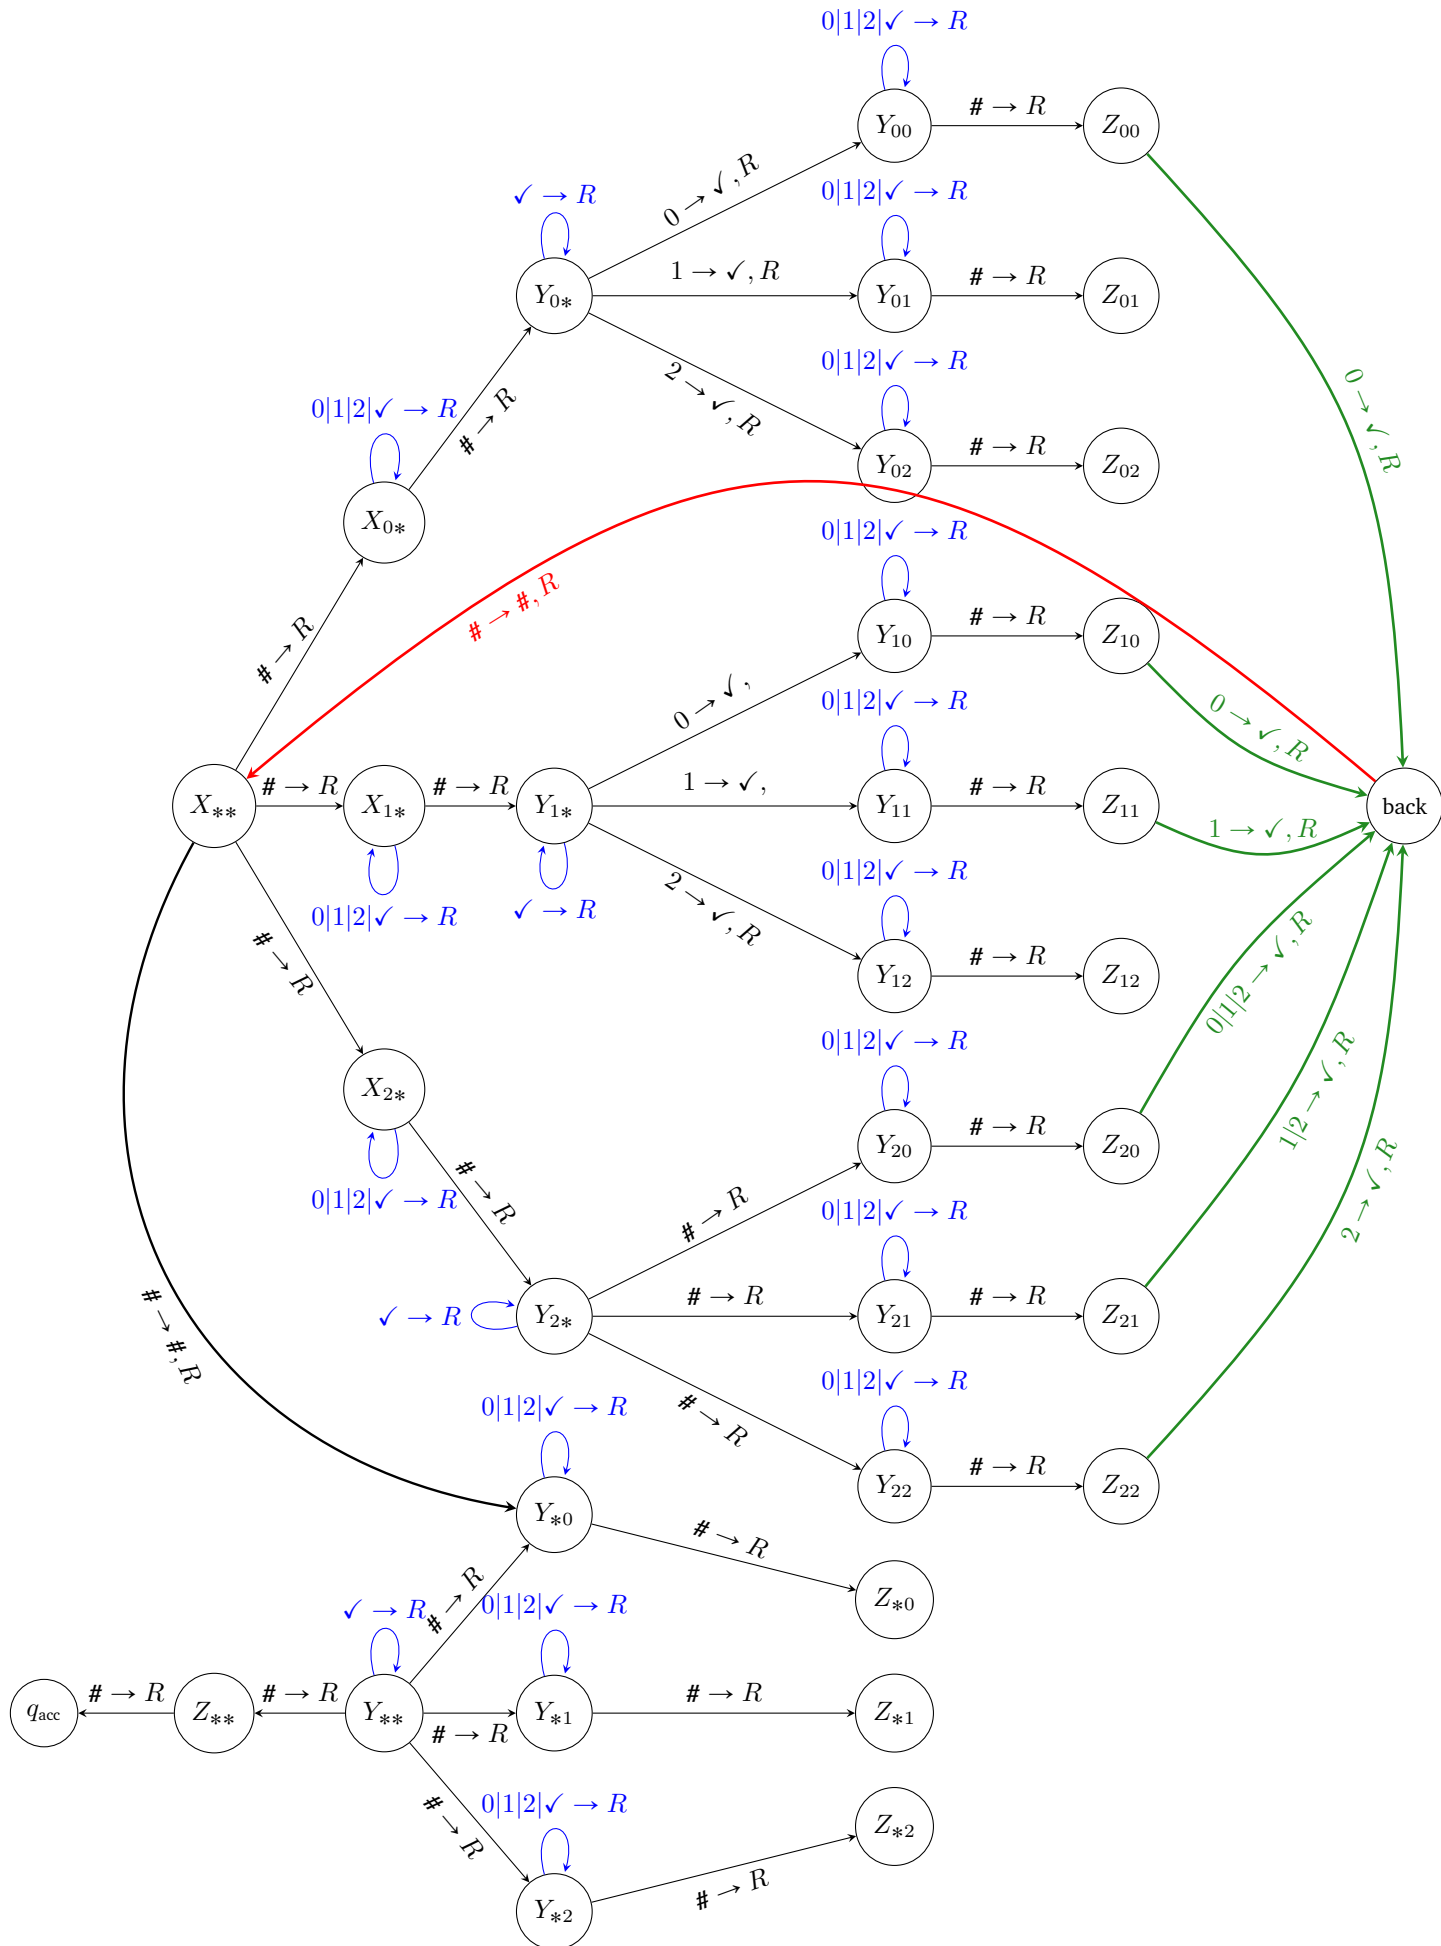 0|1|2|✓ → R
Y₀₀
# → R
Z₀₀
0 → ✓, R
✓ → R
0|1|2|✓ → R
Y₀∗
1 → ✓, R
Y₀₁
# → R
Z₀₁
2 → ✓, R
0|1|2|✓ → R
Y₀₂
# → R
Z₀₂
0 → ✓, R
0|1|2|✓ → R
# → R
X₀∗
# → R
# → #, R
0|1|2|✓ → R
Y₁₀
# → R
Z₁₀
0 → ✓,
0 → ✓, R
0|1|2|✓ → R
X∗∗
# → R
X₁∗
# → R
Y₁∗
1 → ✓,
Y₁₁
# → R
Z₁₁
1 → ✓, R
back
0|1|2|✓ → R
✓ → R
2 → ✓, R
0|1|2|✓ → R
# → R
Y₁₂
# → R
Z₁₂
0|1|2 → ✓, R
0|1|2|✓ → R
X₂∗
Y₂₀
# → R
Z₂₀
1|2 → ✓, R
0|1|2|✓ → R
# → R
# → R
0|1|2|✓ → R
2 → ✓, R
✓ → R
Y₂∗
# → R
Y₂₁
# → R
Z₂₁
# → #, R
# → R
0|1|2|✓ → R
0|1|2|✓ → R
Y₂₂
# → R
Z₂₂
Y∗₀
# → R
Z∗₀
✓ → R
# → R
0|1|2|✓ → R
q_acc
# → R
Z∗∗
# → R
Y∗∗
# → R
Y∗₁
# → R
Z∗₁
# → R
0|1|2|✓ → R
Z∗₂
Y∗₂
# → R